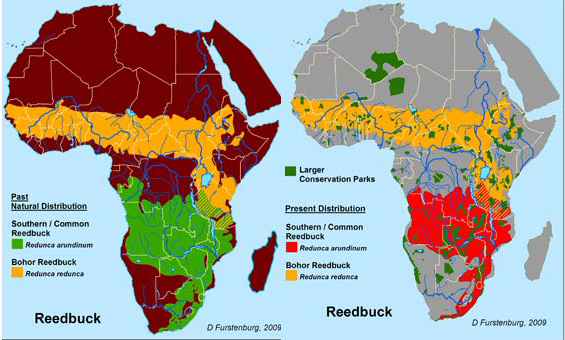 Past
Natural Distribution
Southern / Common
Reedbuck
Redunca arundinum
Bohor Reedbuck
Redunca redunca
Reedbuck
D Furstenburg, 2009
Larger
Conservation Parks
Present Distribution
Southern / Common
Reedbuck
Redunca arundinum
Bohor Reedbuck
Redunca redunca
Reedbuck
D Furstenburg, 2009